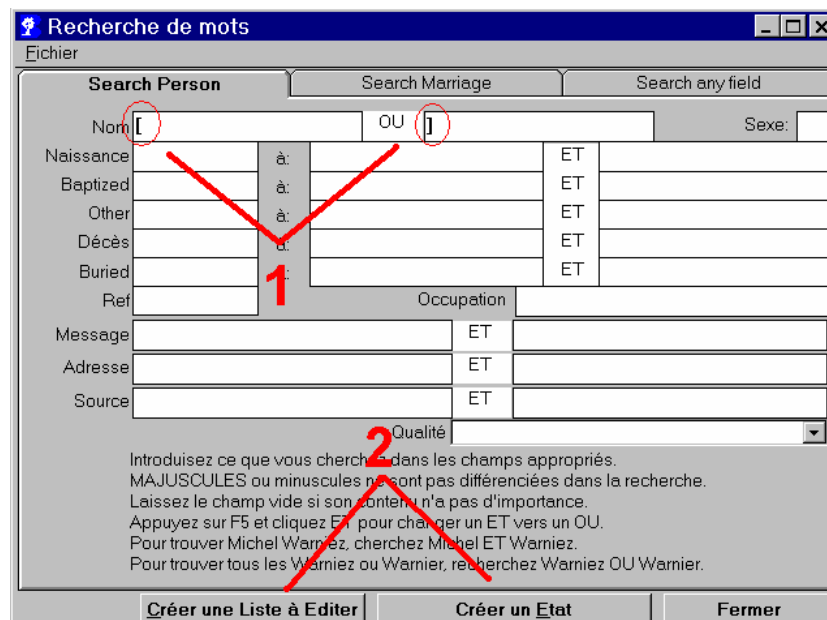 Recherche de mots
Fichier
Search Person Search Marriage Search any field
Nom [ OU ] Sexe:
Naissance à: ET
Baptized à: ET
Other à: ET
Décès à: ET
Buried : ET
1
Ref Occupation
Message ET
Adresse ET
Source ET
2
Qualité
Introduisez ce que vous cherchez dans les champs appropriés.
MAJUSCULES ou minuscules ne sont pas différenciées dans la recherche.
Laissez le champ vide si son contenu n'a pas d'importance.
Appuyez sur F5 et cliquez ET pour changer un ET vers un OU.
Pour trouver Michel Warniez, cherchez Michel ET Warniez.
Pour trouver tous les Warniez ou Warnier, recherchez Warniez OU Warnier.
Créer une Liste à Editer Créer un Etat Fermer